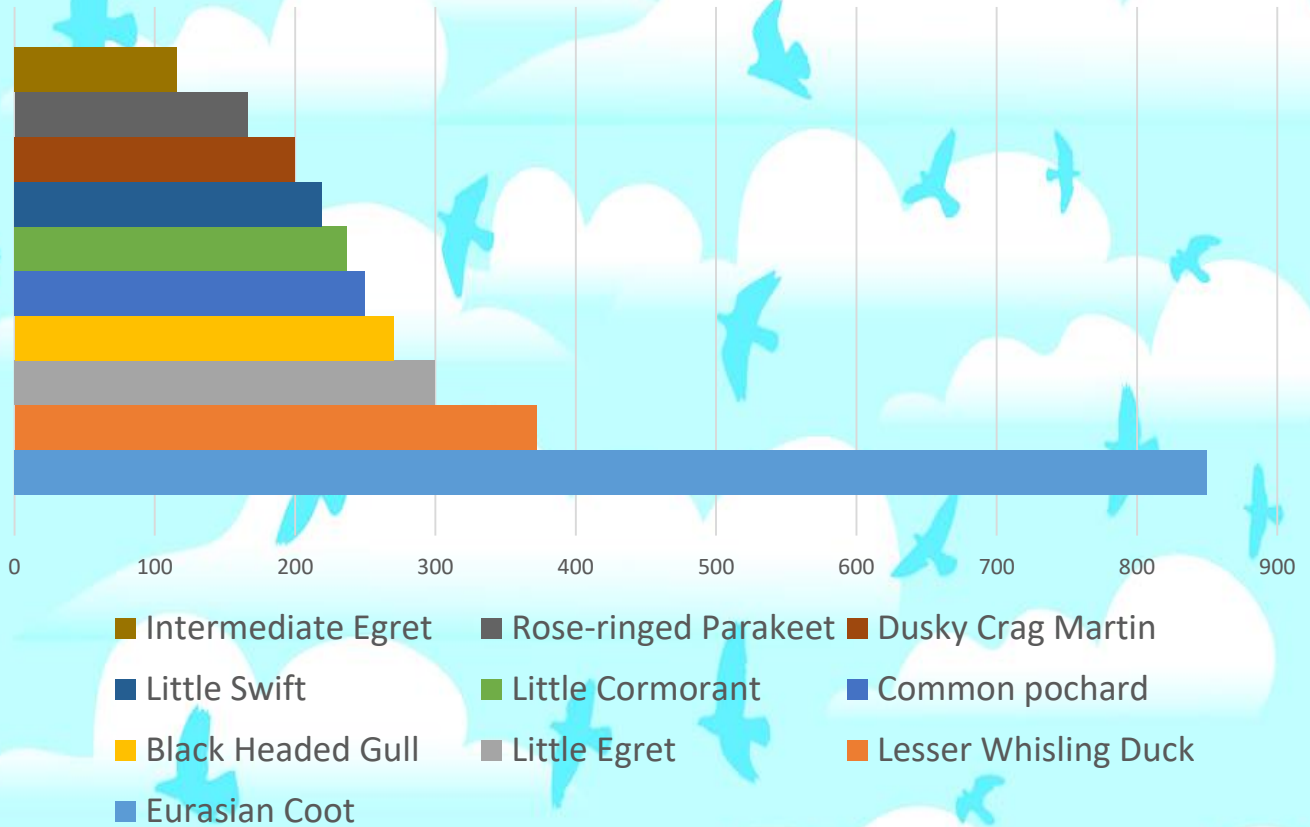 0 100 200 300 400 500 600 700 800 900
Intermediate Egret Rose-ringed Parakeet Dusky Crag Martin
Little Swift Little Cormorant Common pochard
Black Headed Gull Little Egret Lesser Whisling Duck
Eurasian Coot